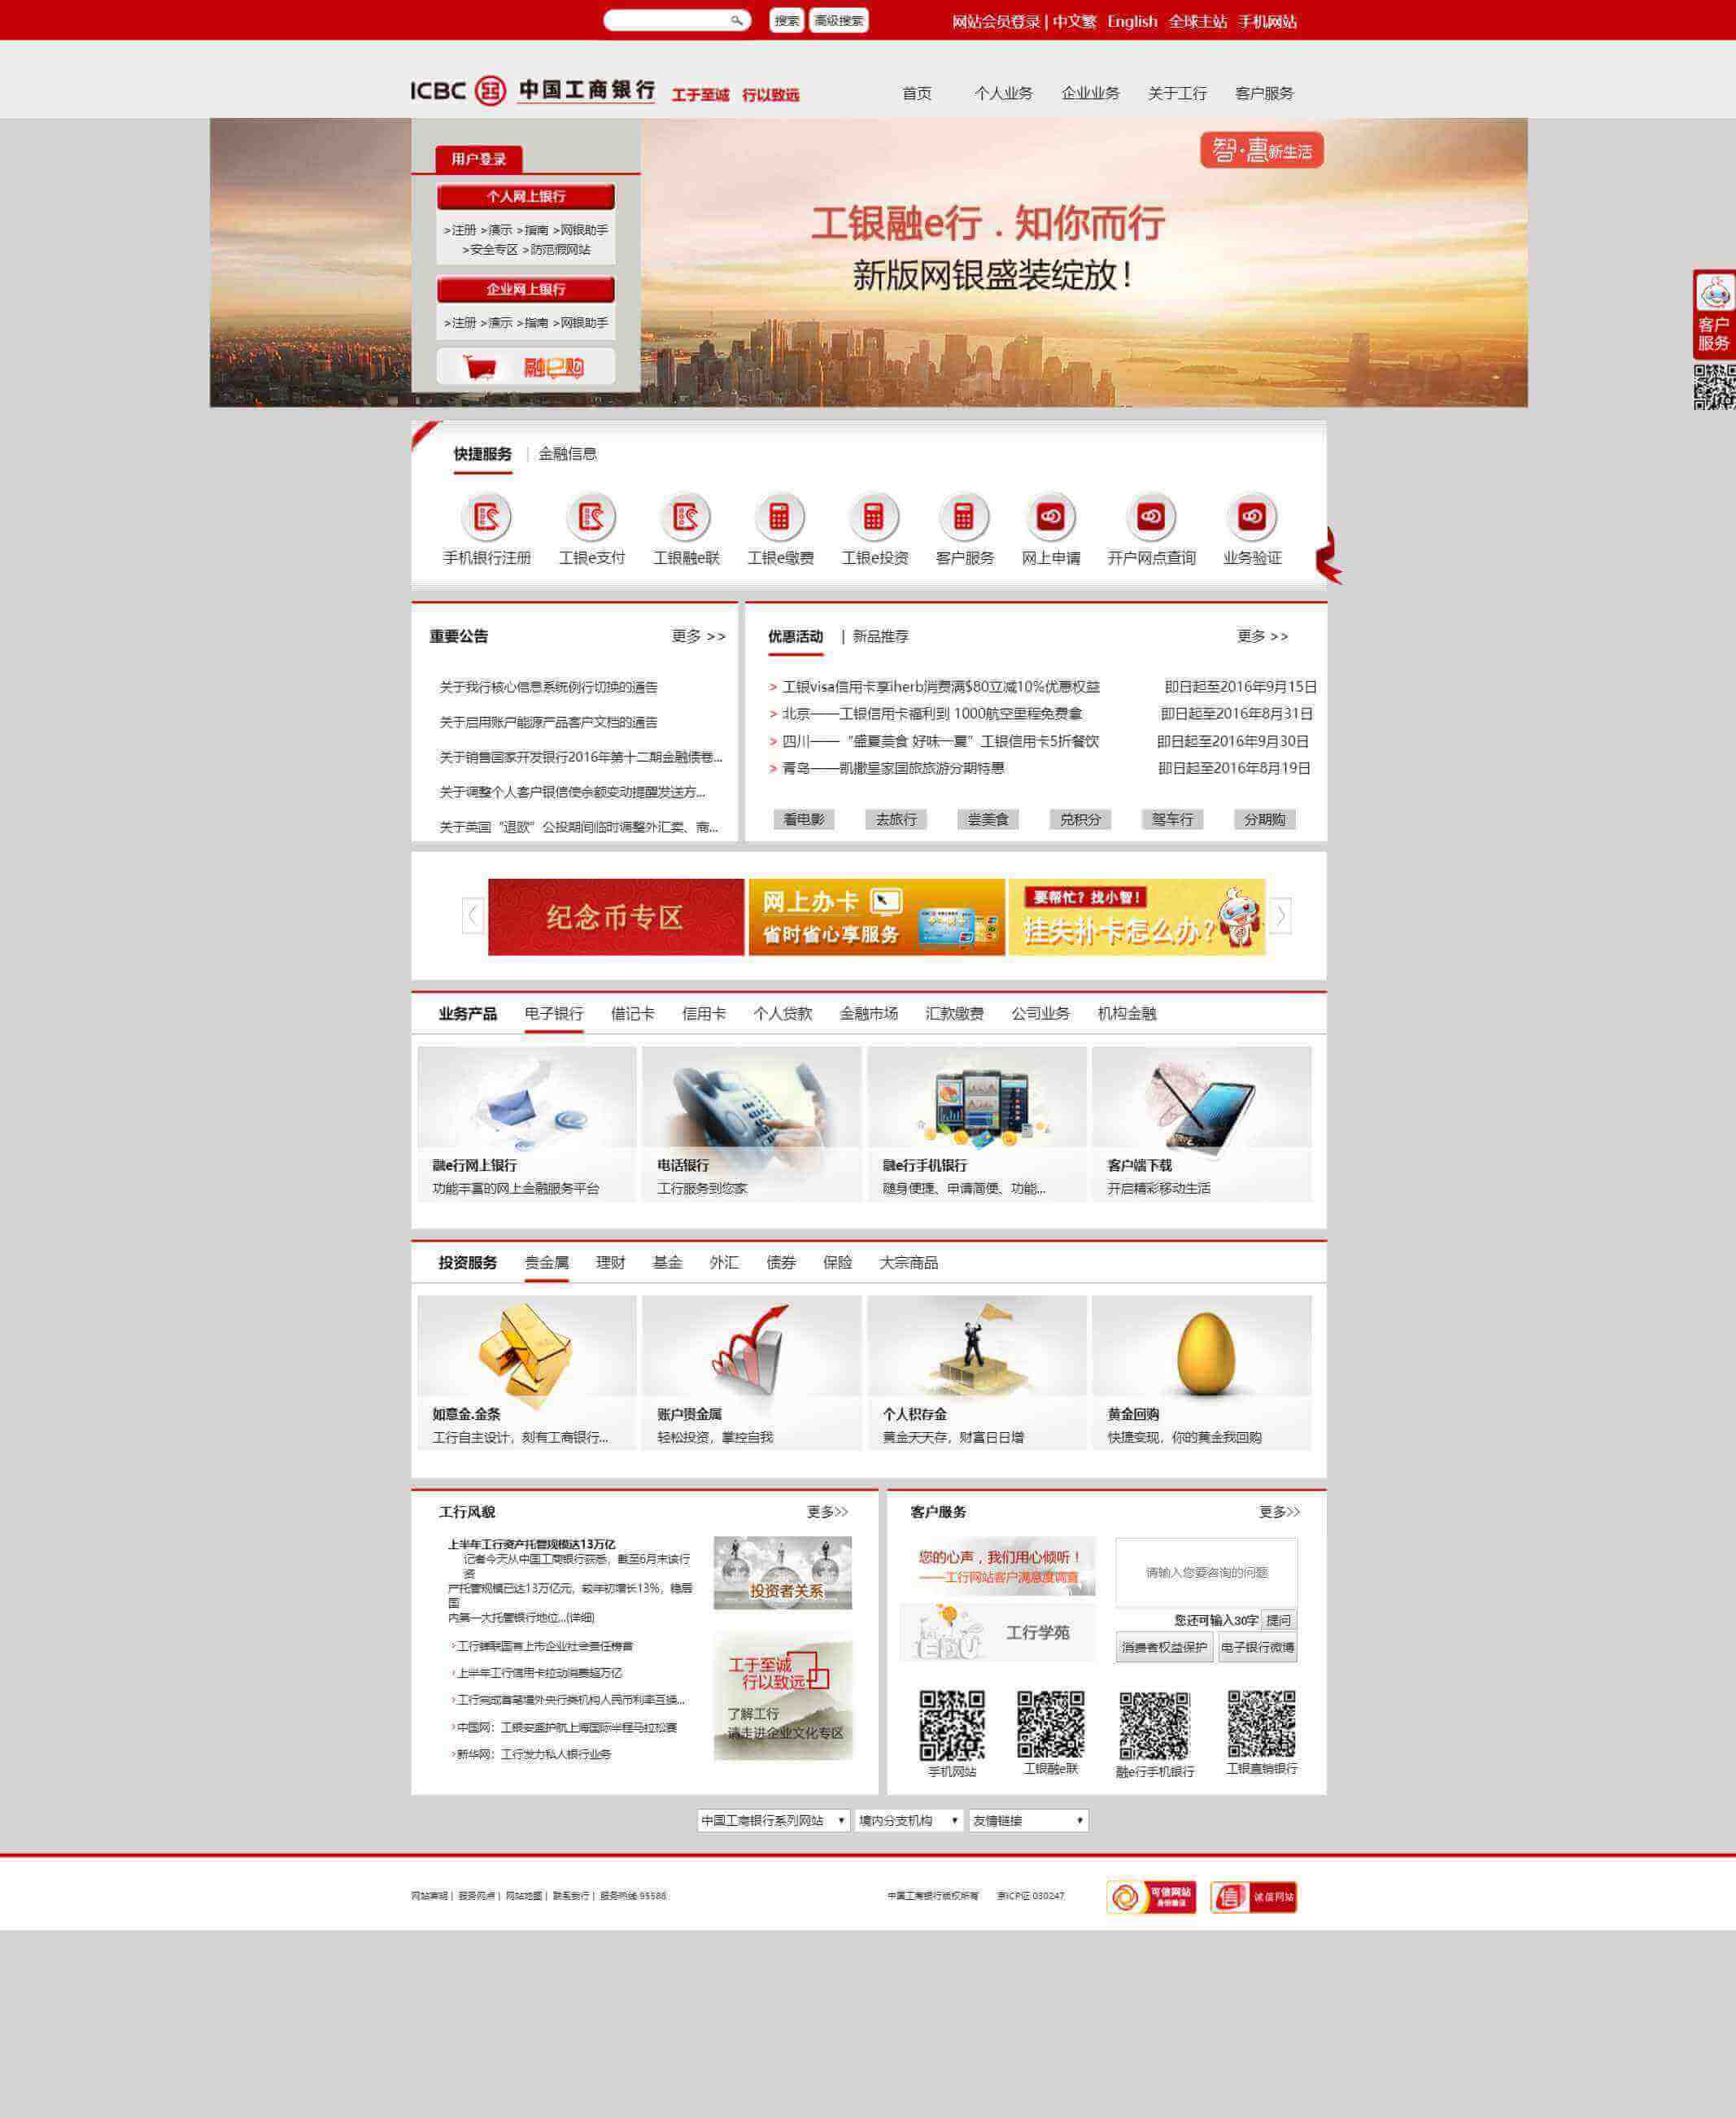 搜索 高级搜索 网站会员登录 | 中文繁 English 全球主站 手机网站
ICBC 中国工商银行 工于至诚 行以致远 首页 个人业务 企业业务 关于工行 客户服务
用户登录
个人网上银行
>注册 >演示 >指南 >网银助手
>安全专区 >防范假网站
企业网上银行
>注册 >演示 >指南 >网银助手
融e购
智·惠新生活
工银融e行 . 知你而行
新版网银盛装绽放!
客户
服务
快捷服务 | 金融信息
手机银行注册 工银e支付 工银融e联 工银e缴费 工银e投资 客户服务 网上申请 开户网点查询 业务验证
重要公告 更多 >>
关于我行核心信息系统例行切换的通告
关于启用账户能源产品客户文档的通告
关于销售国家开发银行2016年第十二期金融债卷...
关于调整个人客户银信使余额变动提醒发送方...
关于英国“退欧”公投期间临时调整外汇卖、商...
优惠活动 | 新品推荐 更多 >>
> 工银visa信用卡享iherb消费满$80立减10%优惠权益 即日起至2016年9月15日
> 北京——工银信用卡福利到 1000航空里程免费拿 即日起至2016年8月31日
> 四川——“盛夏美食 好味一夏”工银信用卡5折餐饮 即日起至2016年9月30日
> 青岛——凯撒皇家国旅旅游分期特惠 即日起至2016年8月19日
看电影 去旅行 尝美食 兑积分 驾车行 分期购
纪念币专区
网上办卡
省时省心享服务
要帮忙?找小智!
挂失补卡怎么办?
业务产品 电子银行 借记卡 信用卡 个人贷款 金融市场 汇款缴费 公司业务 机构金融
融e行网上银行
功能丰富的网上金融服务平台
电话银行
工行服务到您家
融e行手机银行
随身便捷、申请简便、功能...
客户端下载
开启精彩移动生活
投资服务 贵金属 理财 基金 外汇 债券 保险 大宗商品
如意金.金条
工行自主设计，刻有工商银行...
账户贵金属
轻松投资，掌控自我
个人积存金
黄金天天存，财富日日增
黄金回购
快捷变现，你的黄金我回购
工行风貌 更多>>
上半年工行资产托管规模达13万亿
记者今天从中国工商银行获悉，截至6月末该行
资
产托管规模已达13万亿元，较年初增长13%，稳居
国
内第一大托管银行地位...(详细)
>工行蝉联国有上市企业社会责任榜首
>上半年工行信用卡拉动消费超万亿
>工行完成首笔境外央行类机构人民币利率互换...
>中国网：工银安盛护航上海国际半程马拉松赛
>新华网：工行发力私人银行业务
投资者关系
工于至诚
行以致远
了解工行
请走进企业文化专区
客户服务 更多>>
您的心声，我们用心倾听！
——工行网站客户满意度调查
EDU 工行学苑
请输入您要咨询的问题
您还可输入30字 提问
消费者权益保护 电子银行微博
手机网站 工银融e联 融e行手机银行 工银直销银行
中国工商银行系列网站 境内分支机构 友情链接
网站声明 | 服务网点 | 网站地图 | 联系我行 | 服务热线 95588
中国工商银行版权所有 京ICP证 030247
可信网站
身份验证
信 诚信网站